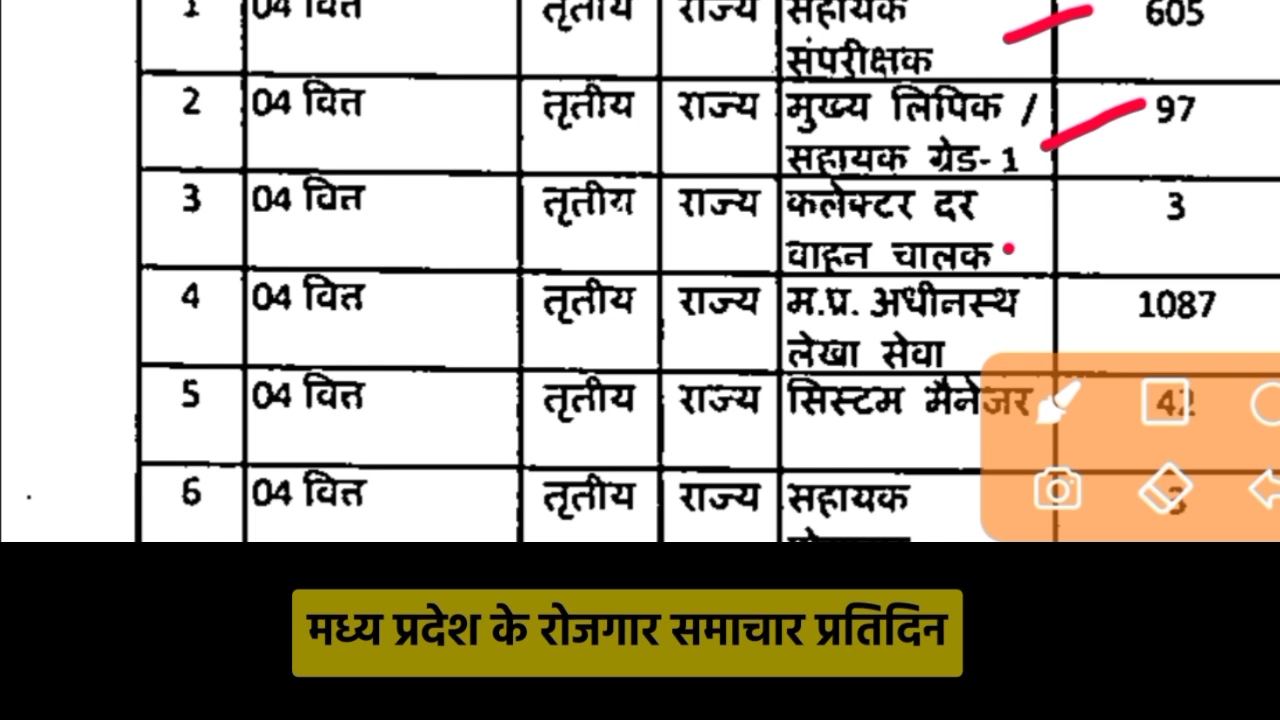 1 04 वित्त तृतीय राज्य सहायक 605
संपरीक्षक
2 04 वित्त तृतीय राज्य मुख्य लिपिक / 97
सहायक ग्रेड-1
3 04 वित्त तृतीय राज्य कलेक्टर दर 3
वाहन चालक
4 04 वित्त तृतीय राज्य म.प्र. अधीनस्थ 1087
लेखा सेवा
5 04 वित्त तृतीय राज्य सिस्टम मैनेजर 42
6 04 वित्त तृतीय राज्य सहायक 3
मध्य प्रदेश के रोजगार समाचार प्रतिदिन